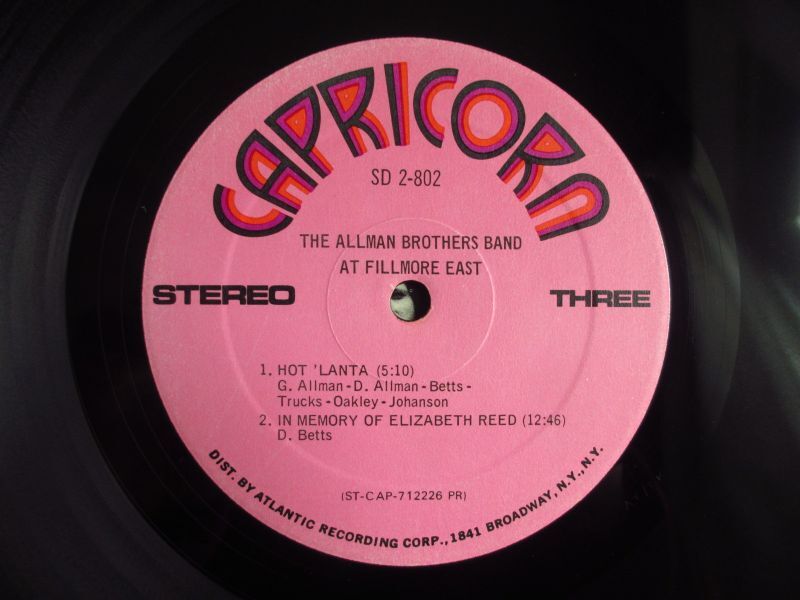 CAPRICORN
SD 2-802
THE ALLMAN BROTHERS BAND
AT FILLMORE EAST
STEREO
THREE
1. HOT 'LANTA (5:10)
G. Allman - D. Allman - Betts -
Trucks - Oakley - Johanson
2. IN MEMORY OF ELIZABETH REED (12:46)
D. Betts
(ST-CAP-712226 PR)
DIST. BY ATLANTIC RECORDING CORP., 1841 BROADWAY, N.Y., N.Y.